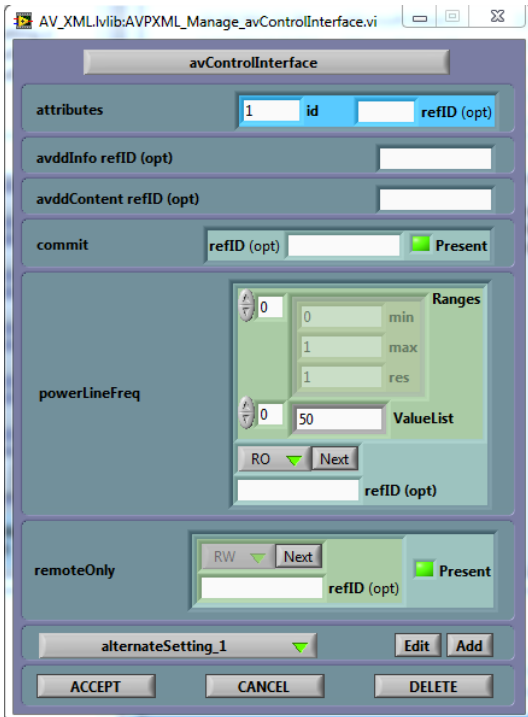 AV_XML.lvlib:AVPXML_Manage_avControlInterface.vi
avControlInterface
attributes 1 id refID (opt)
avddInfo refID (opt)
avddContent refID (opt)
commit refID (opt) Present
0 Ranges
0 min
1 max
1 res
powerLineFreq
0 50 ValueList
RO Next
refID (opt)
RW Next
remoteOnly Present
refID (opt)
alternateSetting_1 Edit Add
ACCEPT CANCEL DELETE